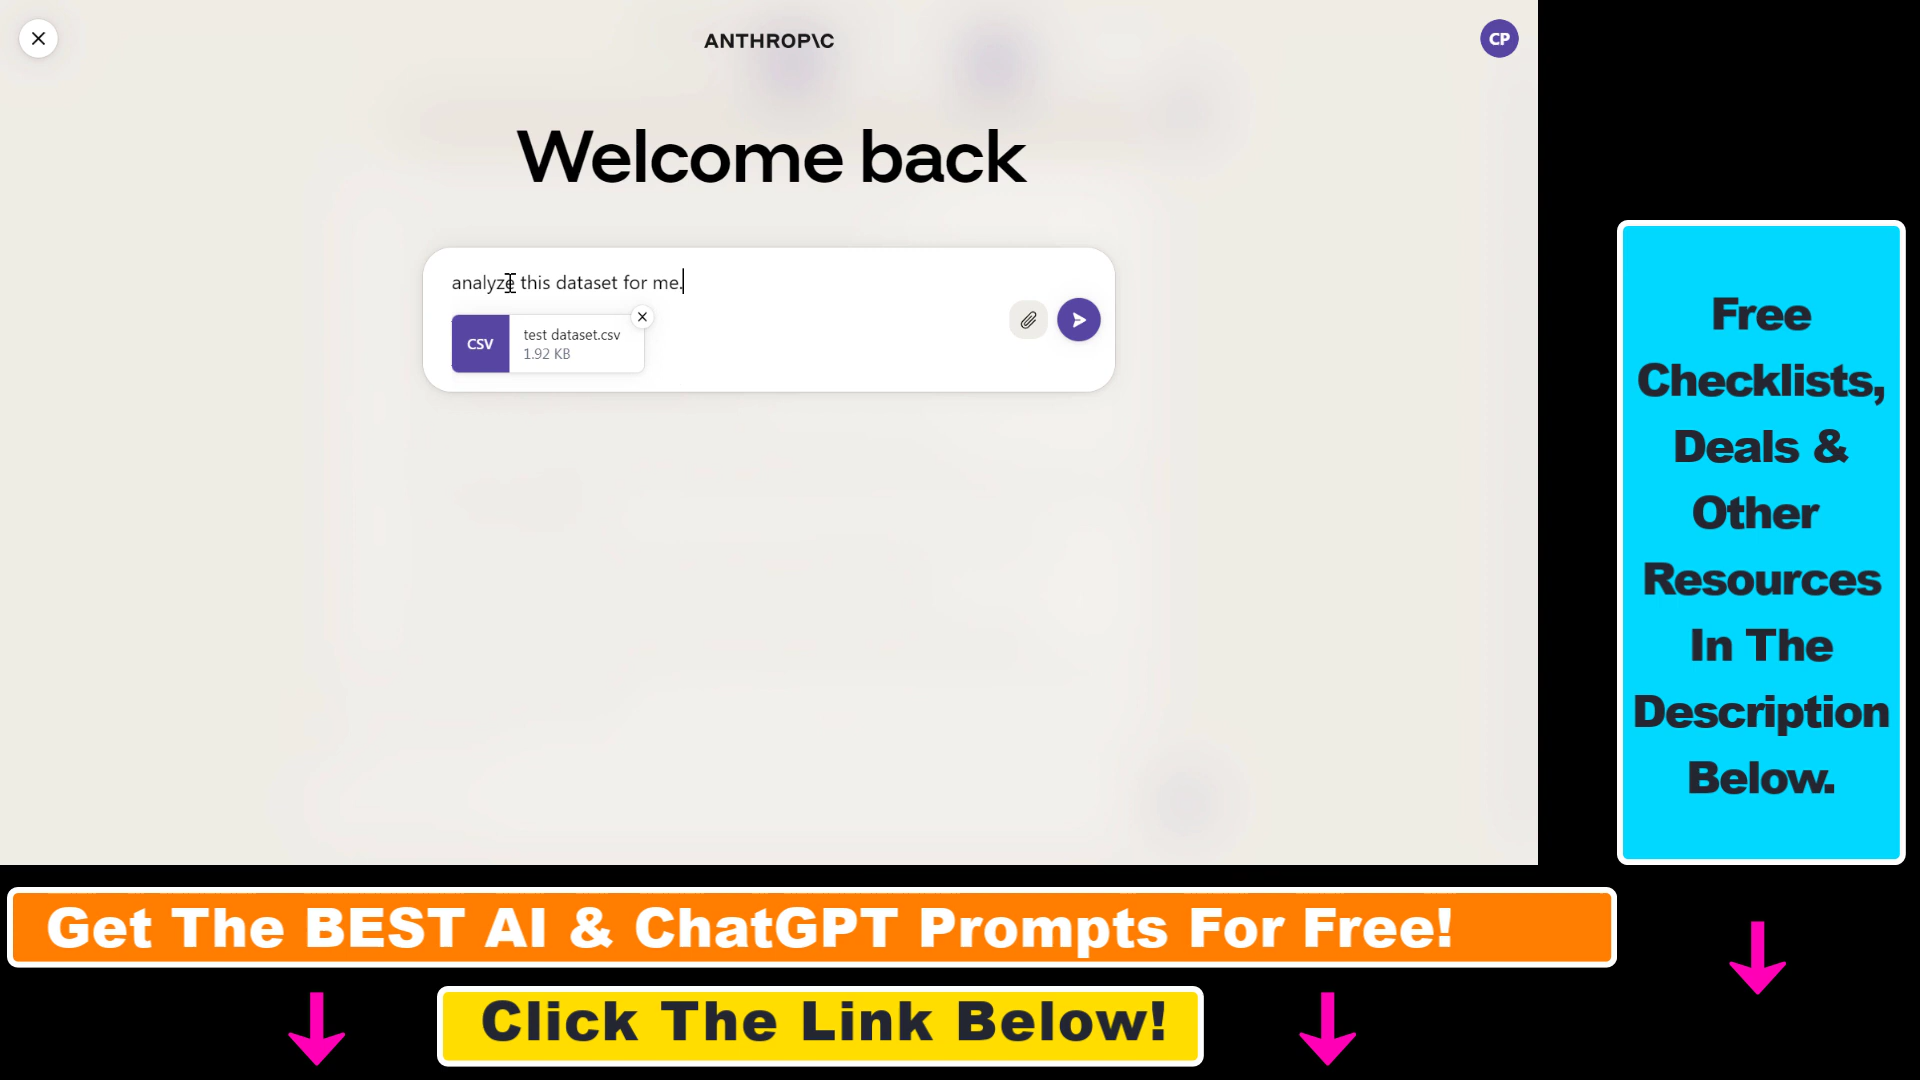 ANTHROP\C
CP
Welcome back
analyze this dataset for me.
CSV
test dataset.csv
1.92 KB
Free
Checklists,
Deals &
Other
Resources
In The
Description
Below.
Get The BEST AI & ChatGPT Prompts For Free!
Click The Link Below!